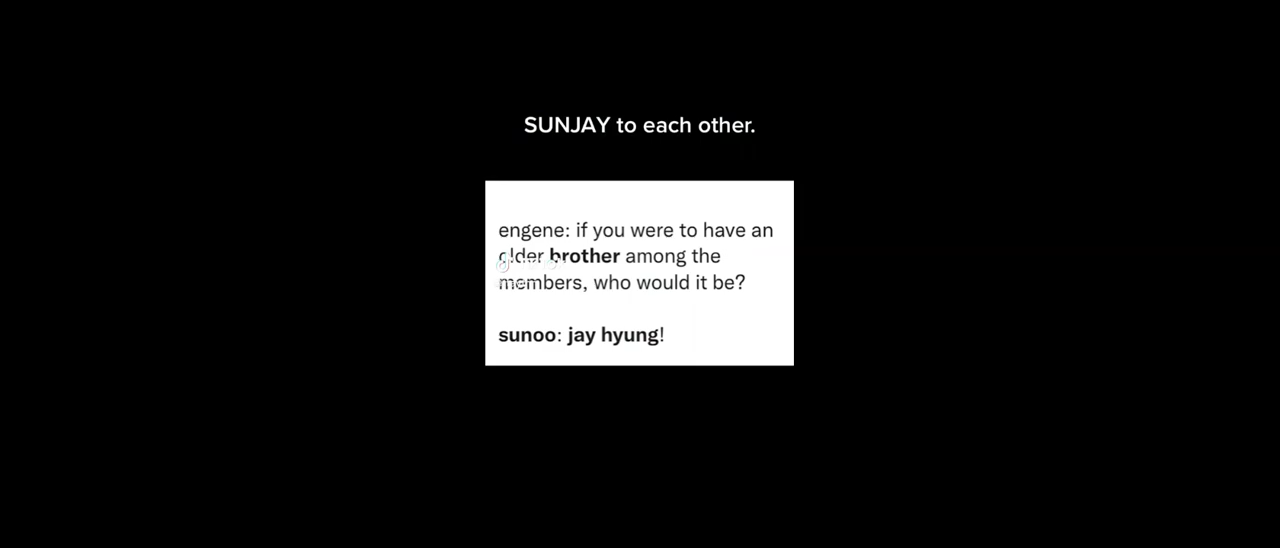 SUNJAY to each other.
engene: if you were to have an
older brother among the
members, who would it be?
sunoo: jay hyung!